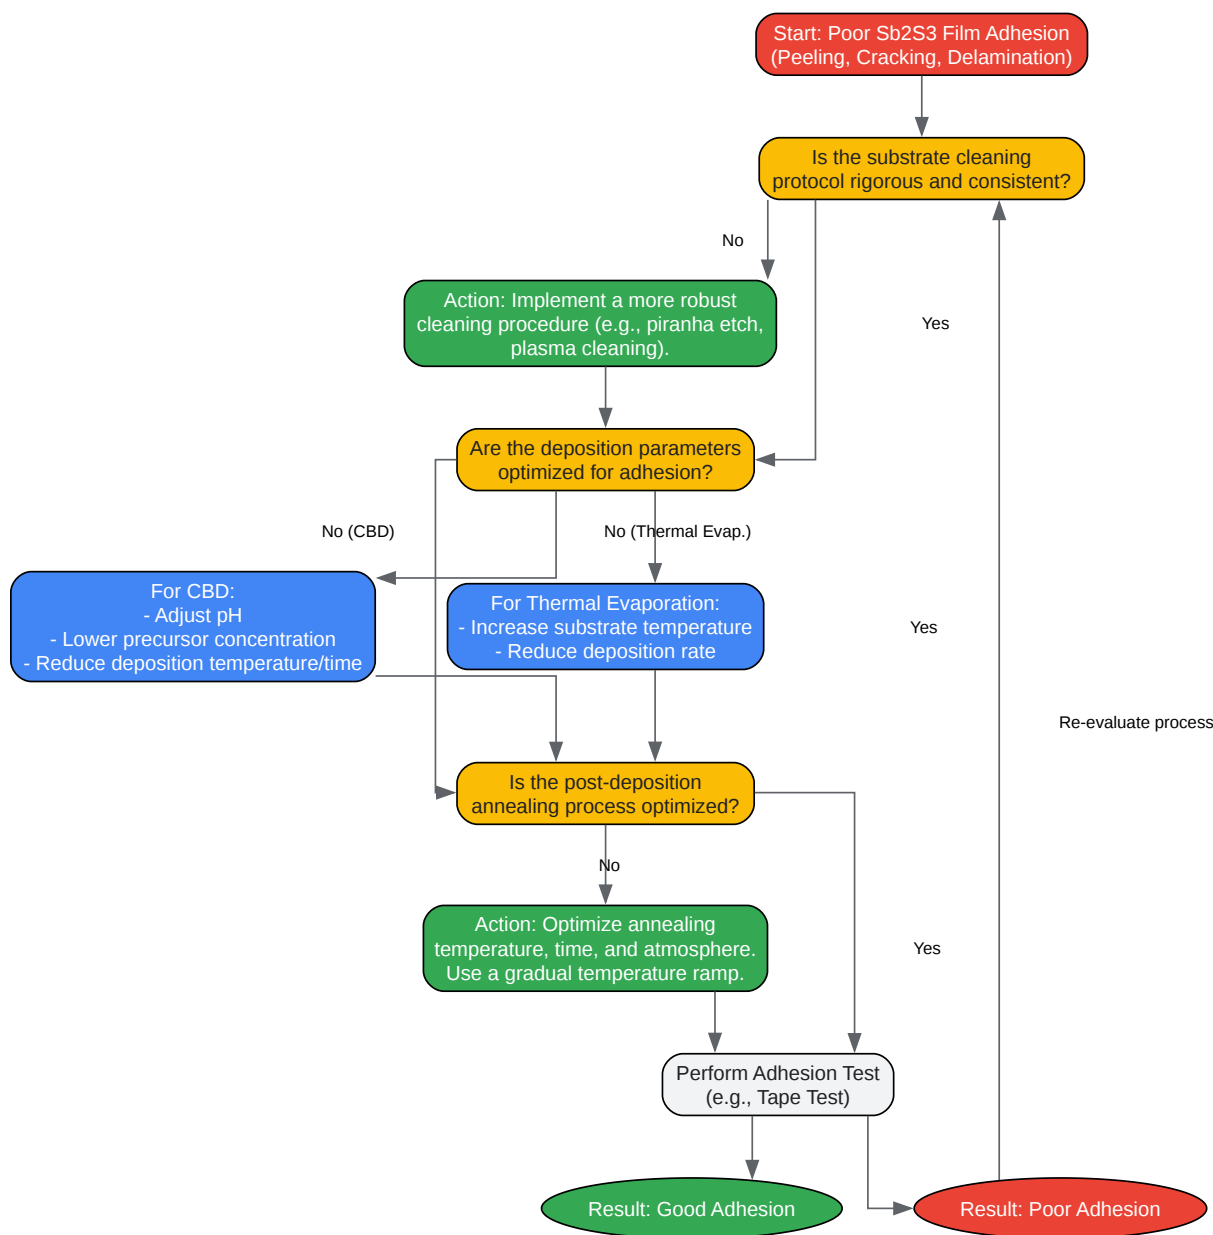 Start: Poor Sb2S3 Film Adhesion
(Peeling, Cracking, Delamination)
Is the substrate cleaning
protocol rigorous and consistent?
No
Action: Implement a more robust
cleaning procedure (e.g., piranha etch,
plasma cleaning).
Yes
Are the deposition parameters
optimized for adhesion?
No (CBD)
No (Thermal Evap.)
For CBD:
- Adjust pH
- Lower precursor concentration
- Reduce deposition temperature/time
For Thermal Evaporation:
- Increase substrate temperature
- Reduce deposition rate
Yes
Re-evaluate process
Is the post-deposition
annealing process optimized?
No
Action: Optimize annealing
temperature, time, and atmosphere.
Use a gradual temperature ramp.
Yes
Perform Adhesion Test
(e.g., Tape Test)
Result: Good Adhesion
Result: Poor Adhesion